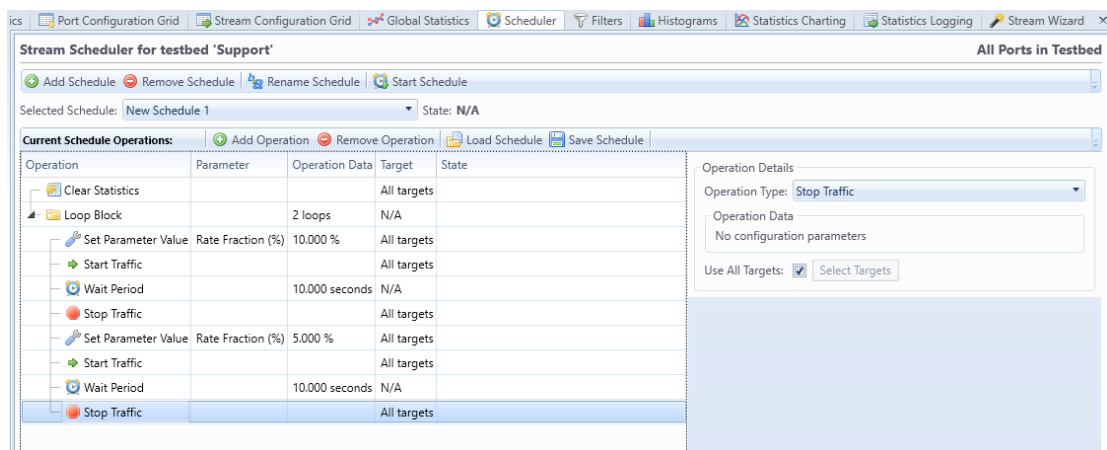 ics Port Configuration Grid Stream Configuration Grid Global Statistics Scheduler Filters Histograms Statistics Charting Statistics Logging Stream Wizard
Stream Scheduler for testbed 'Support' All Ports in Testbed
Add Schedule Remove Schedule Rename Schedule Start Schedule
Selected Schedule: New Schedule 1 State: N/A
Current Schedule Operations: Add Operation Remove Operation Load Schedule Save Schedule
Operation Parameter Operation Data Target State
Clear Statistics All targets
Loop Block 2 loops N/A
Set Parameter Value Rate Fraction (%) 10.000 % All targets
Start Traffic All targets
Wait Period 10.000 seconds N/A
Stop Traffic All targets
Set Parameter Value Rate Fraction (%) 5.000 % All targets
Start Traffic All targets
Wait Period 10.000 seconds N/A
Stop Traffic All targets
Operation Details
Operation Type: Stop Traffic
Operation Data
No configuration parameters
Use All Targets: Select Targets